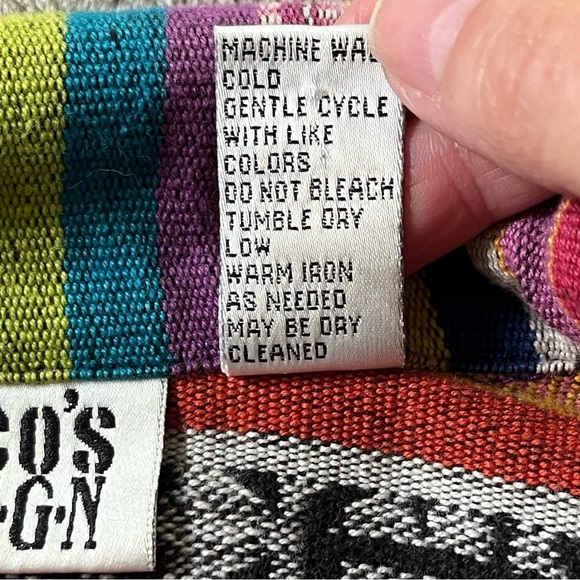 MACHINE WA
COLD
GENTLE CYCLE
WITH LIKE
COLORS
DO NOT BLEACH
TUMBLE DRY
LOW
WARM IRON
AS NEEDED
MAY BE DRY
CLEANED
CO'S
G.N